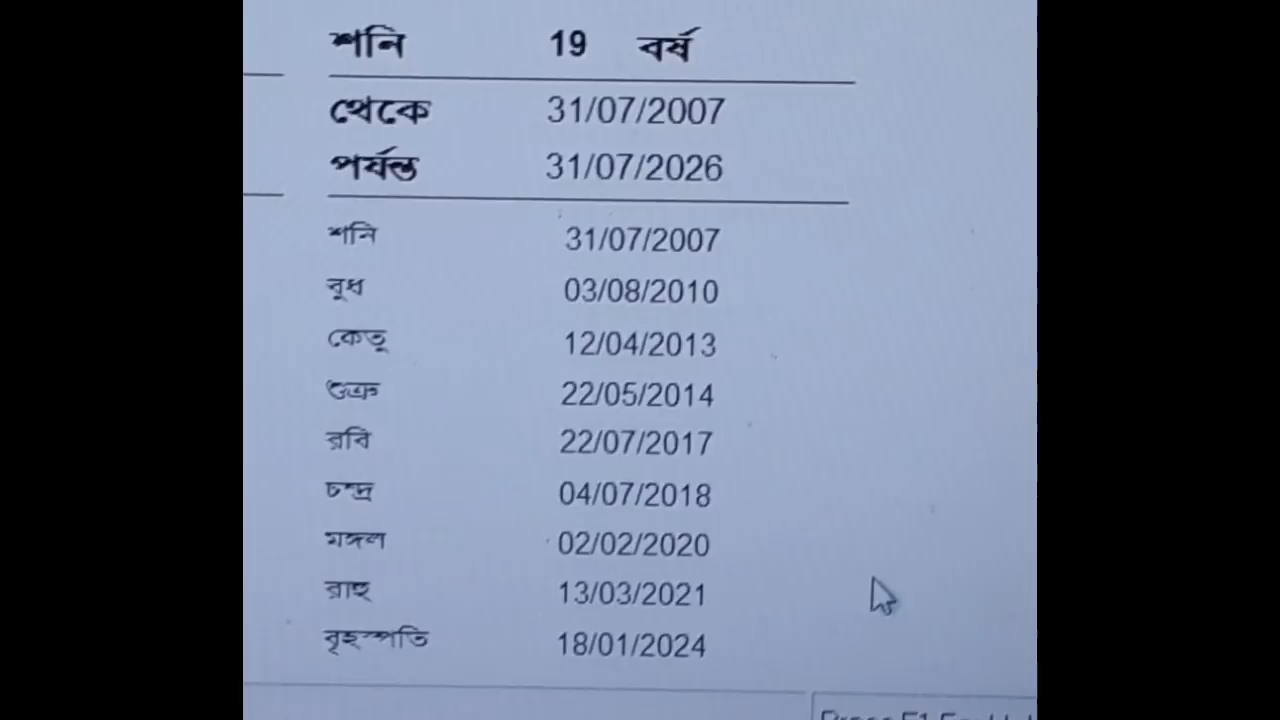 শনি 19 বর্ষ
থেকে 31/07/2007
পর্যন্ত 31/07/2026
শনি 31/07/2007
বুধ 03/08/2010
কেতু 12/04/2013
শুক্র 22/05/2014
রবি 22/07/2017
চন্দ্র 04/07/2018
মঙ্গল 02/02/2020
রাহু 13/03/2021
বৃহস্পতি 18/01/2024